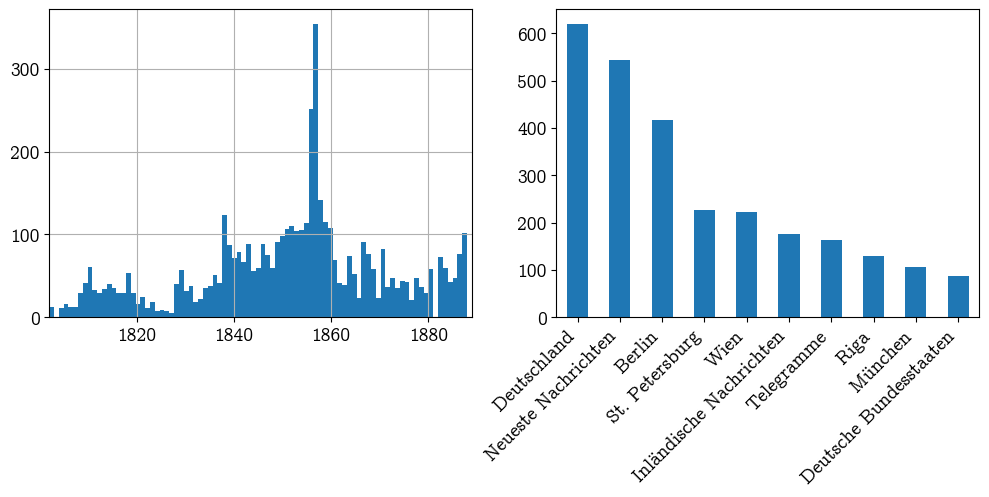 300
200
100
0
1820 1840 1860 1880
600
500
400
300
200
100
0
Deutschland
Neueste Nachrichten
Berlin
St. Petersburg
Wien
Inländische Nachrichten
Telegramme
Riga
München
Deutsche Bundesstaaten